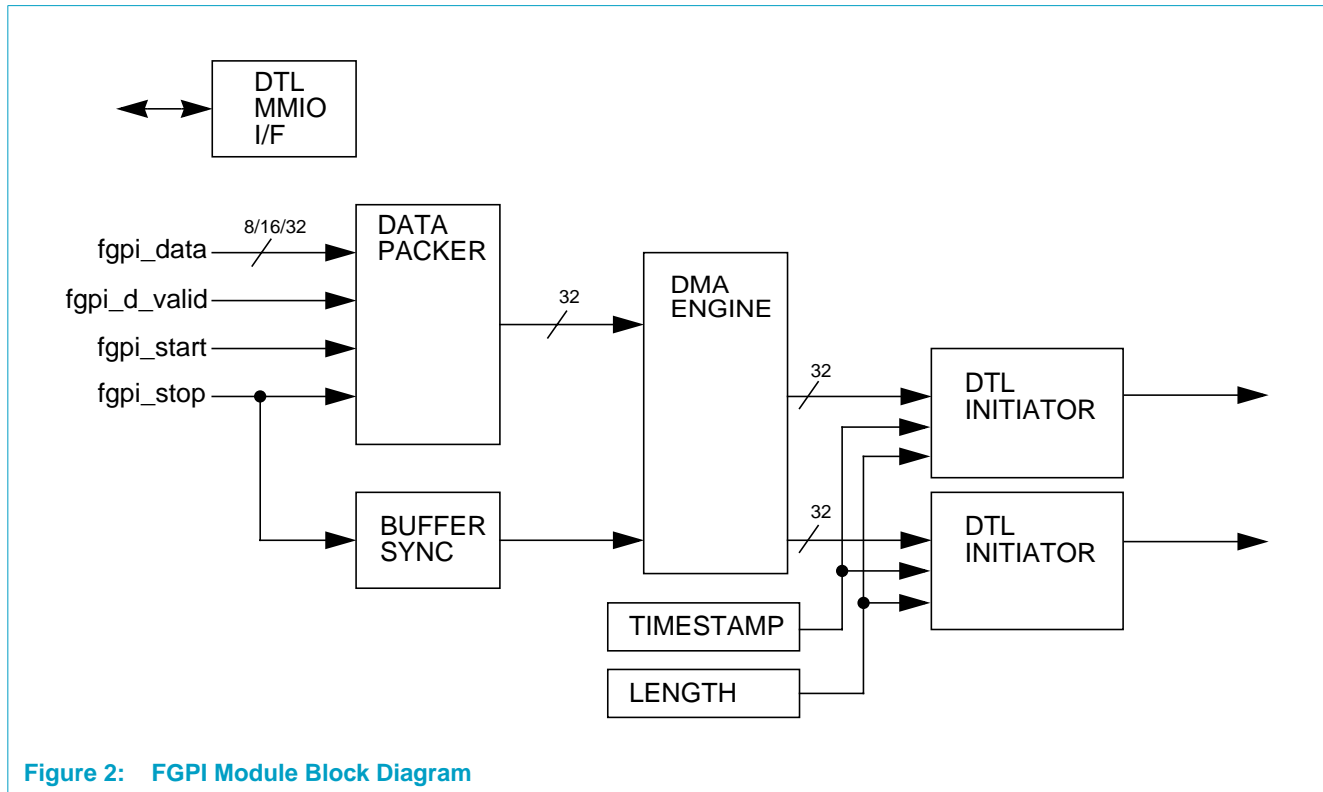 DTL
MMIO
I/F
8/16/32
fgpi_data
fgpi_d_valid
fgpi_start
fgpi_stop
DATA
PACKER
32
BUFFER
SYNC
DMA
ENGINE
32
32
DTL
INITIATOR
DTL
INITIATOR
TIMESTAMP
LENGTH
Figure 2: FGPI Module Block Diagram